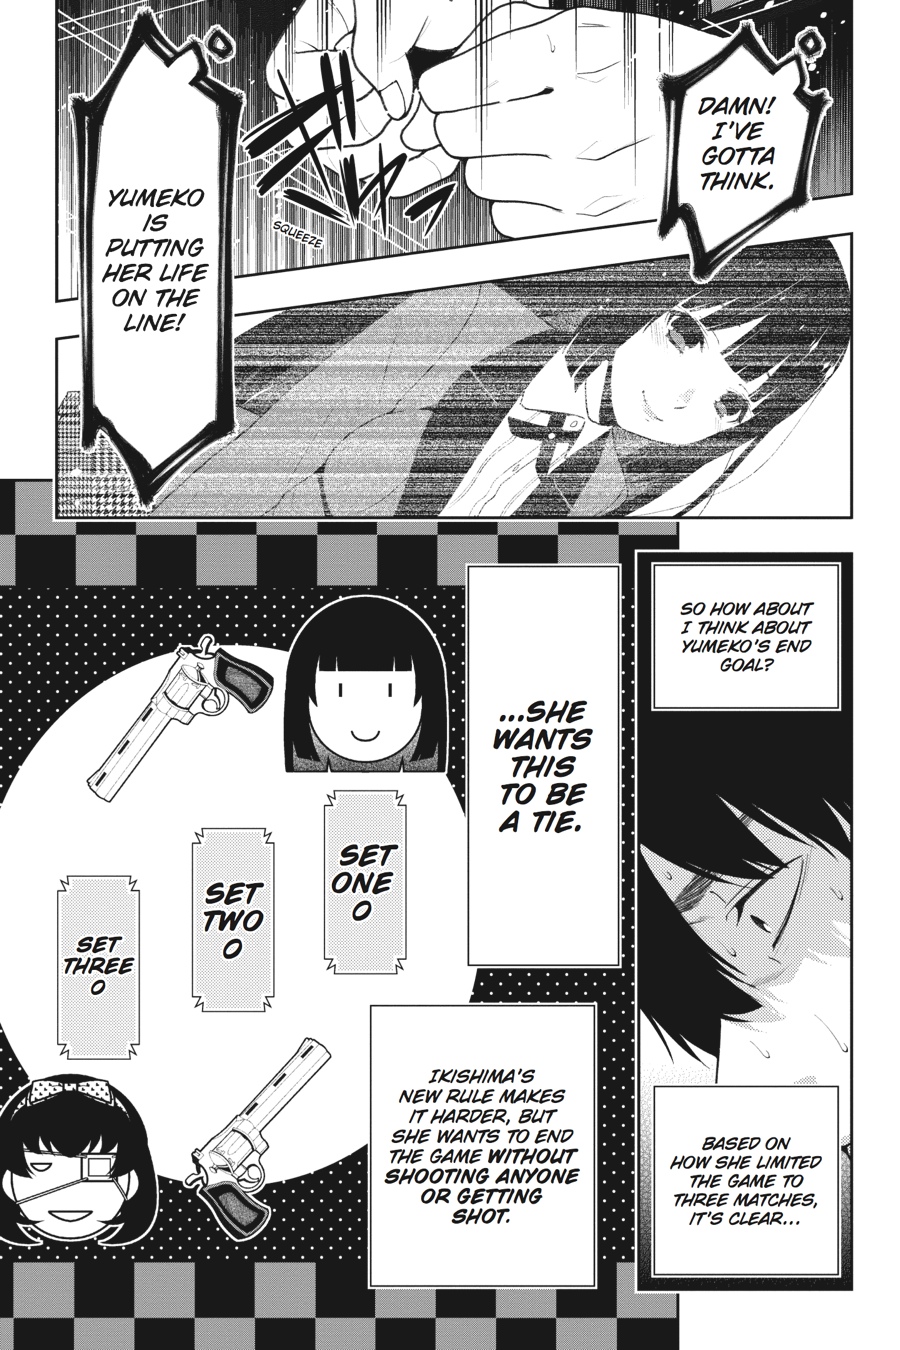 DAMN!
I'VE
GOTTA
THINK.
SQUEEZE
YUMEKO
IS
PUTTING
HER LIFE
ON THE
LINE!
SO HOW ABOUT
I THINK ABOUT
YUMEKO'S END
GOAL?
BASED ON
HOW SHE LIMITED
THE GAME TO
THREE MATCHES,
IT'S CLEAR...
...SHE
WANTS
THIS
TO BE
A TIE.
SET
ONE
0
SET
TWO
0
SET
THREE
0
IKISHIMA'S
NEW RULE MAKES
IT HARDER, BUT
SHE WANTS TO END
THE GAME WITHOUT
SHOOTING ANYONE
OR GETTING
SHOT.